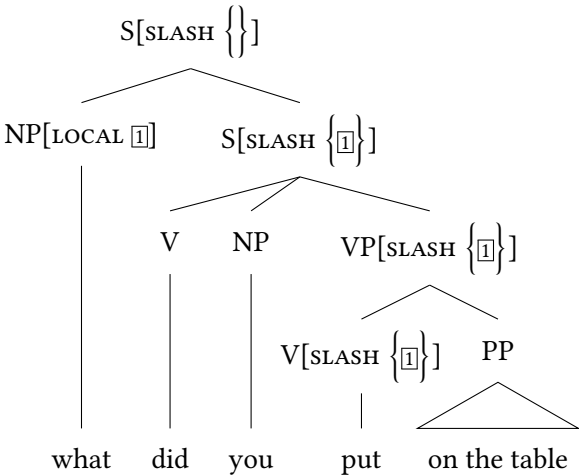 S[SLASH {}]
NP[LOCAL 1] S[SLASH {1}]
V NP VP[SLASH {1}]
V[SLASH {1}] PP
what did you put on the table